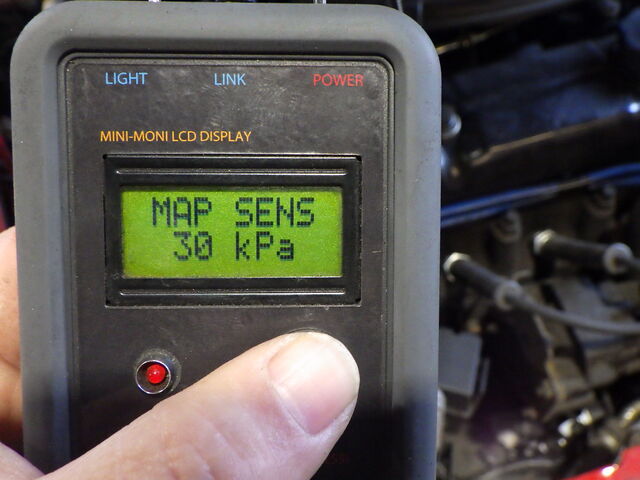 LIGHT LINK POWER
MINI-MONI LCD DISPLAY
MAP SENS
30 kPa